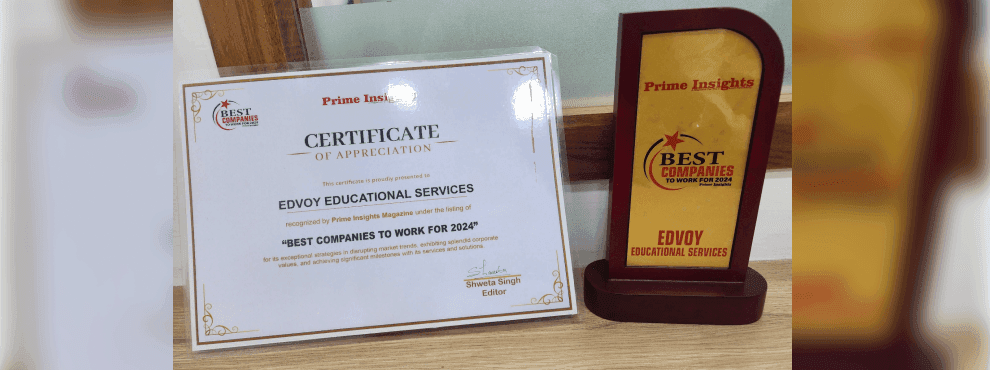 BEST
COMPANIES
TO WORK FOR 2024
Prime Insights
CERTIFICATE
OF APPRECIATION
This certificate is proudly presented to
EDVOY EDUCATIONAL SERVICES
recognized by Prime Insights Magazine under the listing of
"BEST COMPANIES TO WORK FOR 2024"
for its exceptional strategies in disrupting market trends, exhibiting splendid corporate
values, and achieving significant milestones with its services and solutions.
Shweta Singh
Editor
Prime Insights
BEST
COMPANIES
TO WORK FOR 2024
Prime Insights
EDVOY
EDUCATIONAL SERVICES